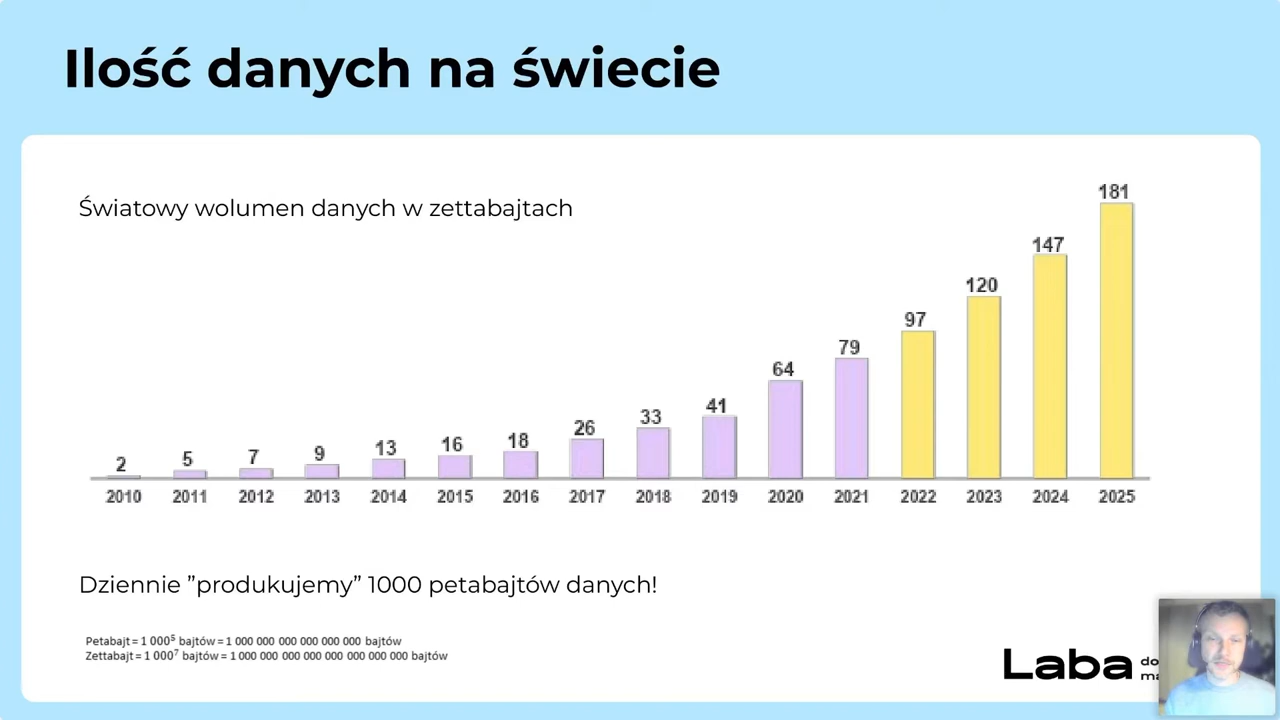 Ilość danych na świecie
Światowy wolumen danych w zettabajtach
2 5 7 9 13 16 18 26 33 41 64 79 97 120 147 181
2010 2011 2012 2013 2014 2015 2016 2017 2018 2019 2020 2021 2022 2023 2024 2025
Dziennie ”produkujemy” 1000 petabajtów danych!
Petabajt = 1 000⁵ bajtów = 1 000 000 000 000 000 000 bajtów
Zettabajt = 1 000⁷ bajtów = 1 000 000 000 000 000 000 000 000 bajtów
Laba